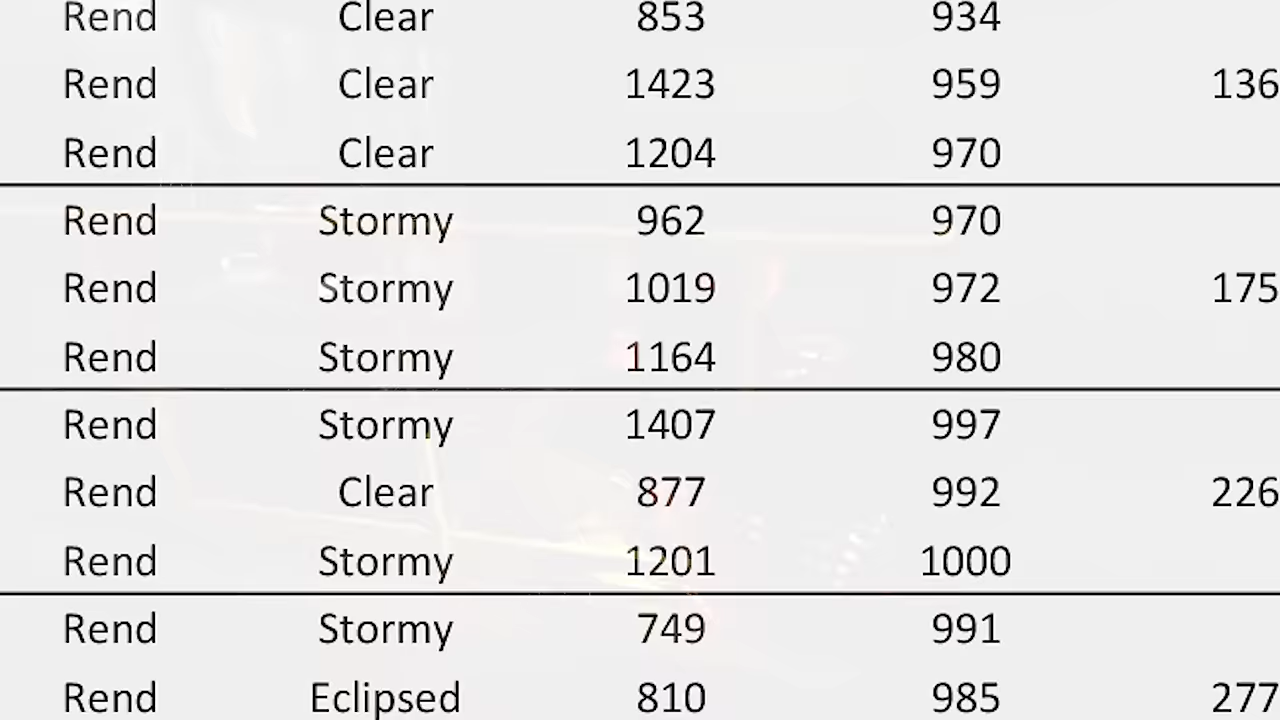 Rend Clear 853 934
Rend Clear 1423 959 136
Rend Clear 1204 970
Rend Stormy 962 970
Rend Stormy 1019 972 175
Rend Stormy 1164 980
Rend Stormy 1407 997
Rend Clear 877 992 226
Rend Stormy 1201 1000
Rend Stormy 749 991
Rend Eclipsed 810 985 277